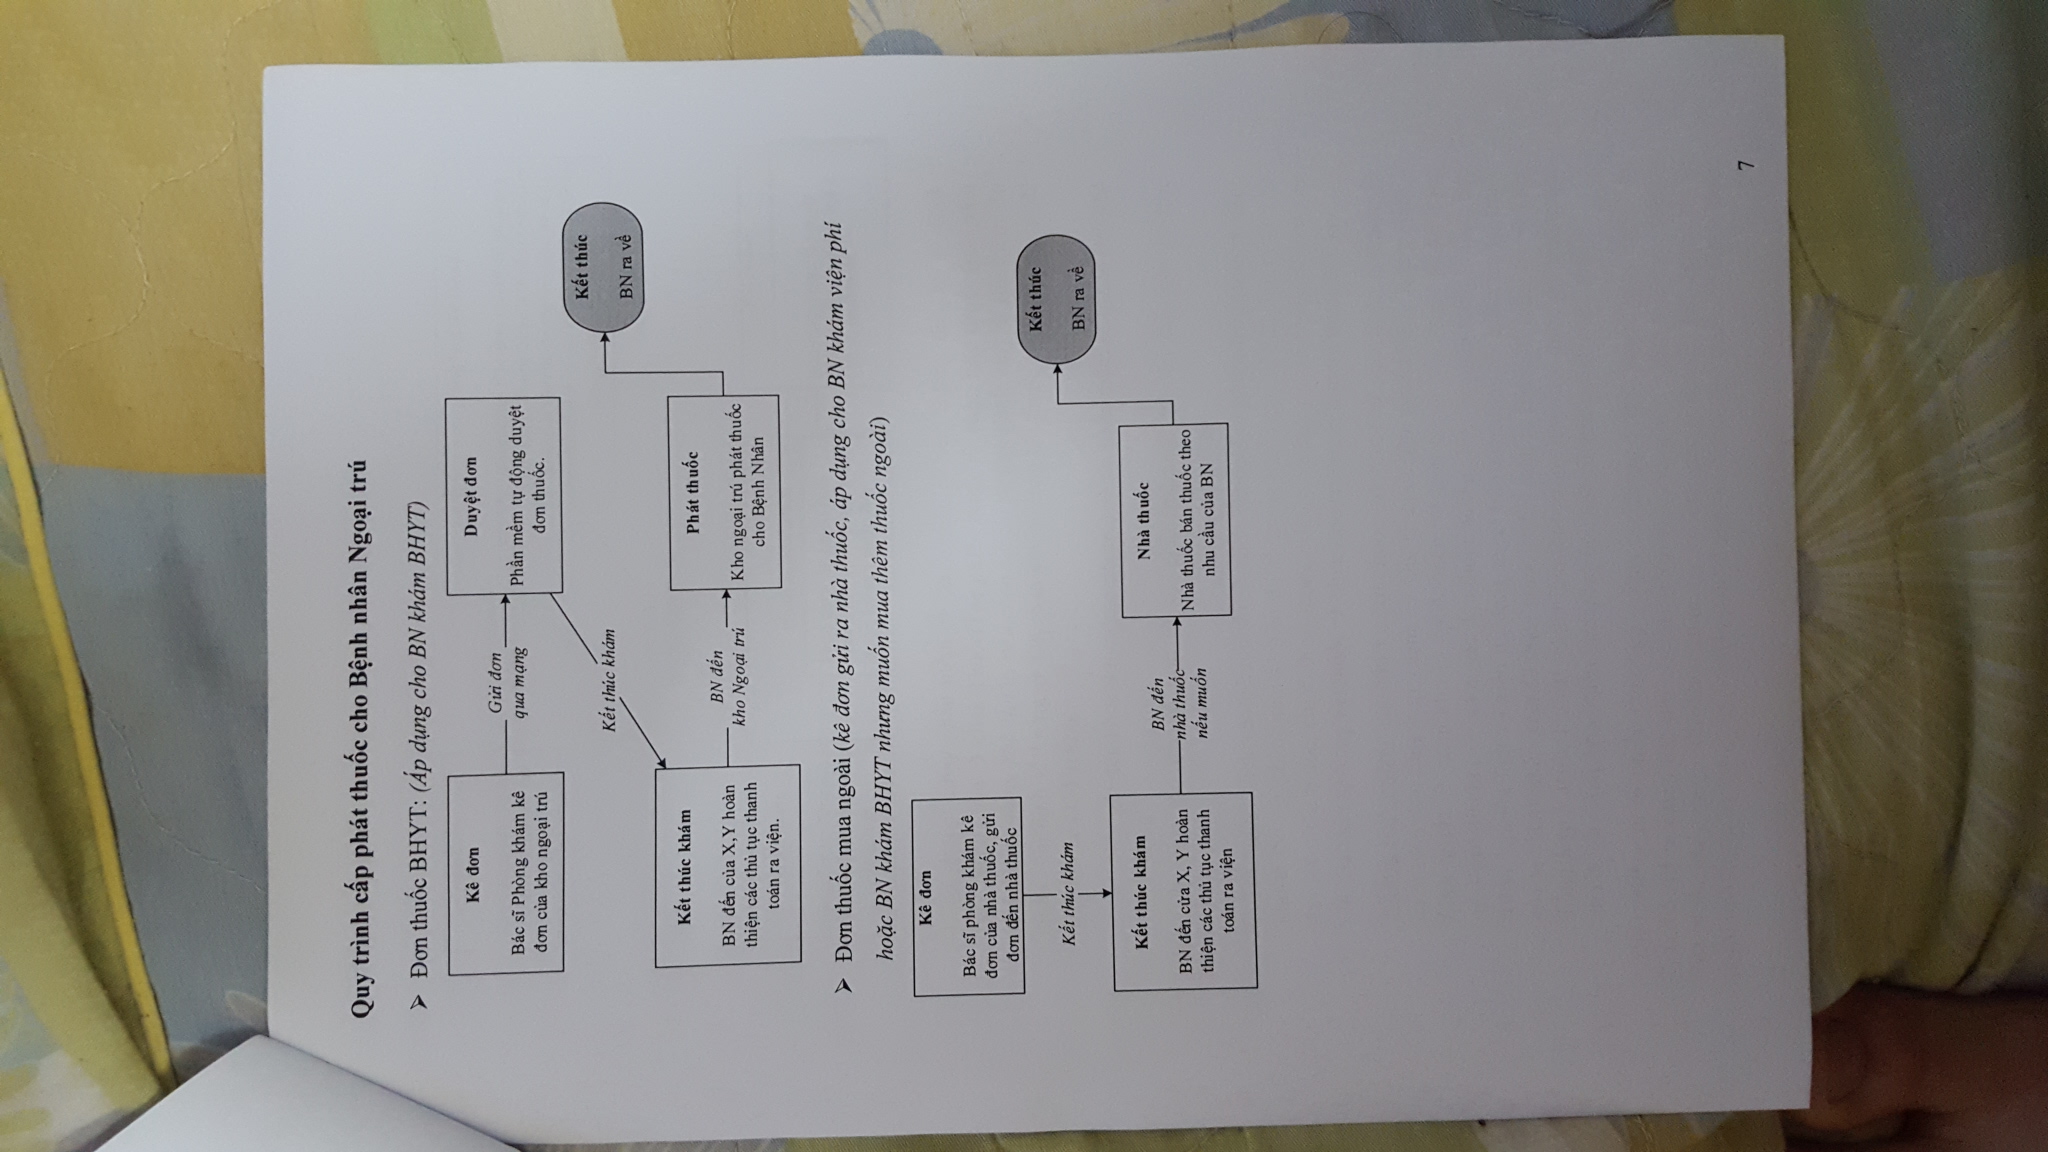 Quy trình cấp phát thuốc cho Bệnh nhân Ngoại trú
➢ Đơn thuốc BHYT: (Áp dụng cho BN khám BHYT)
Kê đơn
Bác sĩ Phòng khám kê
đơn của kho ngoại trú
Gửi đơn
qua mạng
Duyệt đơn
Phần mềm tự động duyệt
đơn thuốc.
Kết thúc khám
Kết thúc khám
BN đến của X,Y hoàn
thiện các thủ tục thanh
toán ra viện.
BN đến
kho Ngoại trú
Phát thuốc
Kho ngoại trú phát thuốc
cho Bệnh Nhân
Kết thúc
BN ra về
➢ Đơn thuốc mua ngoài (kê đơn gửi ra nhà thuốc, áp dụng cho BN khám viện phí
hoặc BN khám BHYT nhưng muốn mua thêm thuốc ngoài)
Kê đơn
Bác sĩ phòng khám kê
đơn của nhà thuốc, gửi
đơn đến nhà thuốc
Kết thúc khám
Kết thúc khám
BN đến cửa X, Y hoàn
thiện các thủ tục thanh
toán ra viện
BN đến
nhà thuốc
nếu muốn
Nhà thuốc
Nhà thuốc bán thuốc theo
nhu cầu của BN
Kết thúc
BN ra về
7